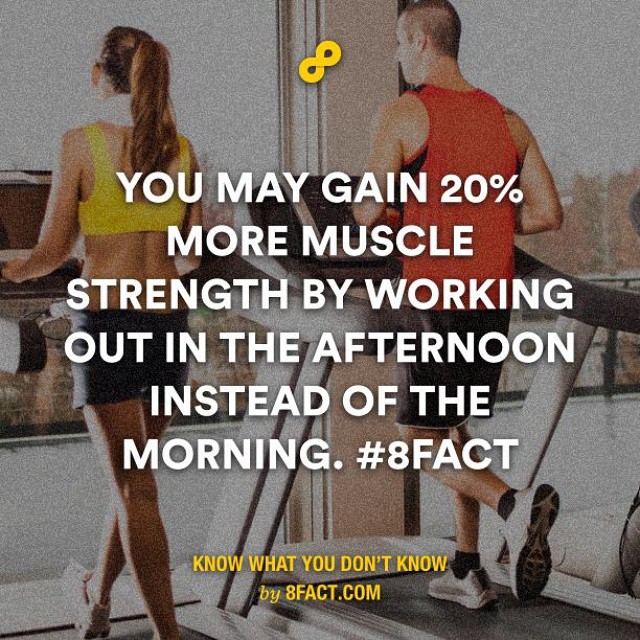 YOU MAY GAIN 20%
MORE MUSCLE
STRENGTH BY WORKING
OUT IN THE AFTERNOON
INSTEAD OF THE
MORNING. #8FACT
KNOW WHAT YOU DON'T KNOW
by 8FACT.COM